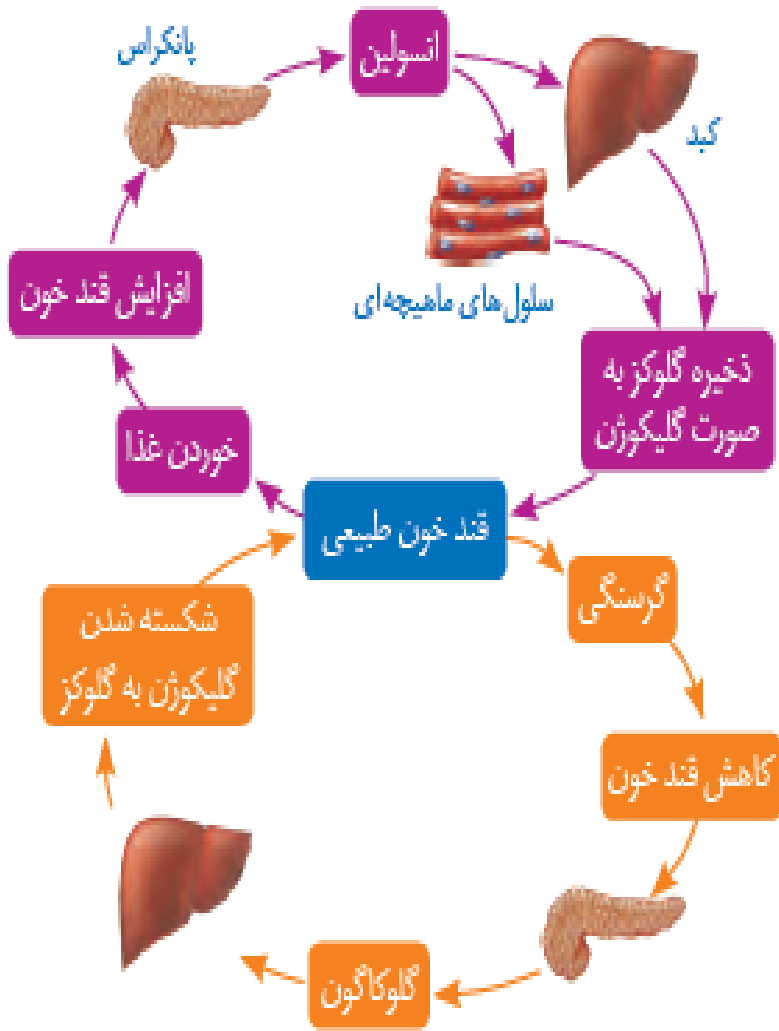 پانکراس
انسولین
کبد
سلول‌های ماهیچه‌ای
افزایش قند خون
ذخیره گلوکز به
صورت گلیکوژن
خوردن غذا
قند خون طبیعی
گرسنگی
شکسته شدن
گلیکوژن به گلوکز
کاهش قند خون
گلوکاگون